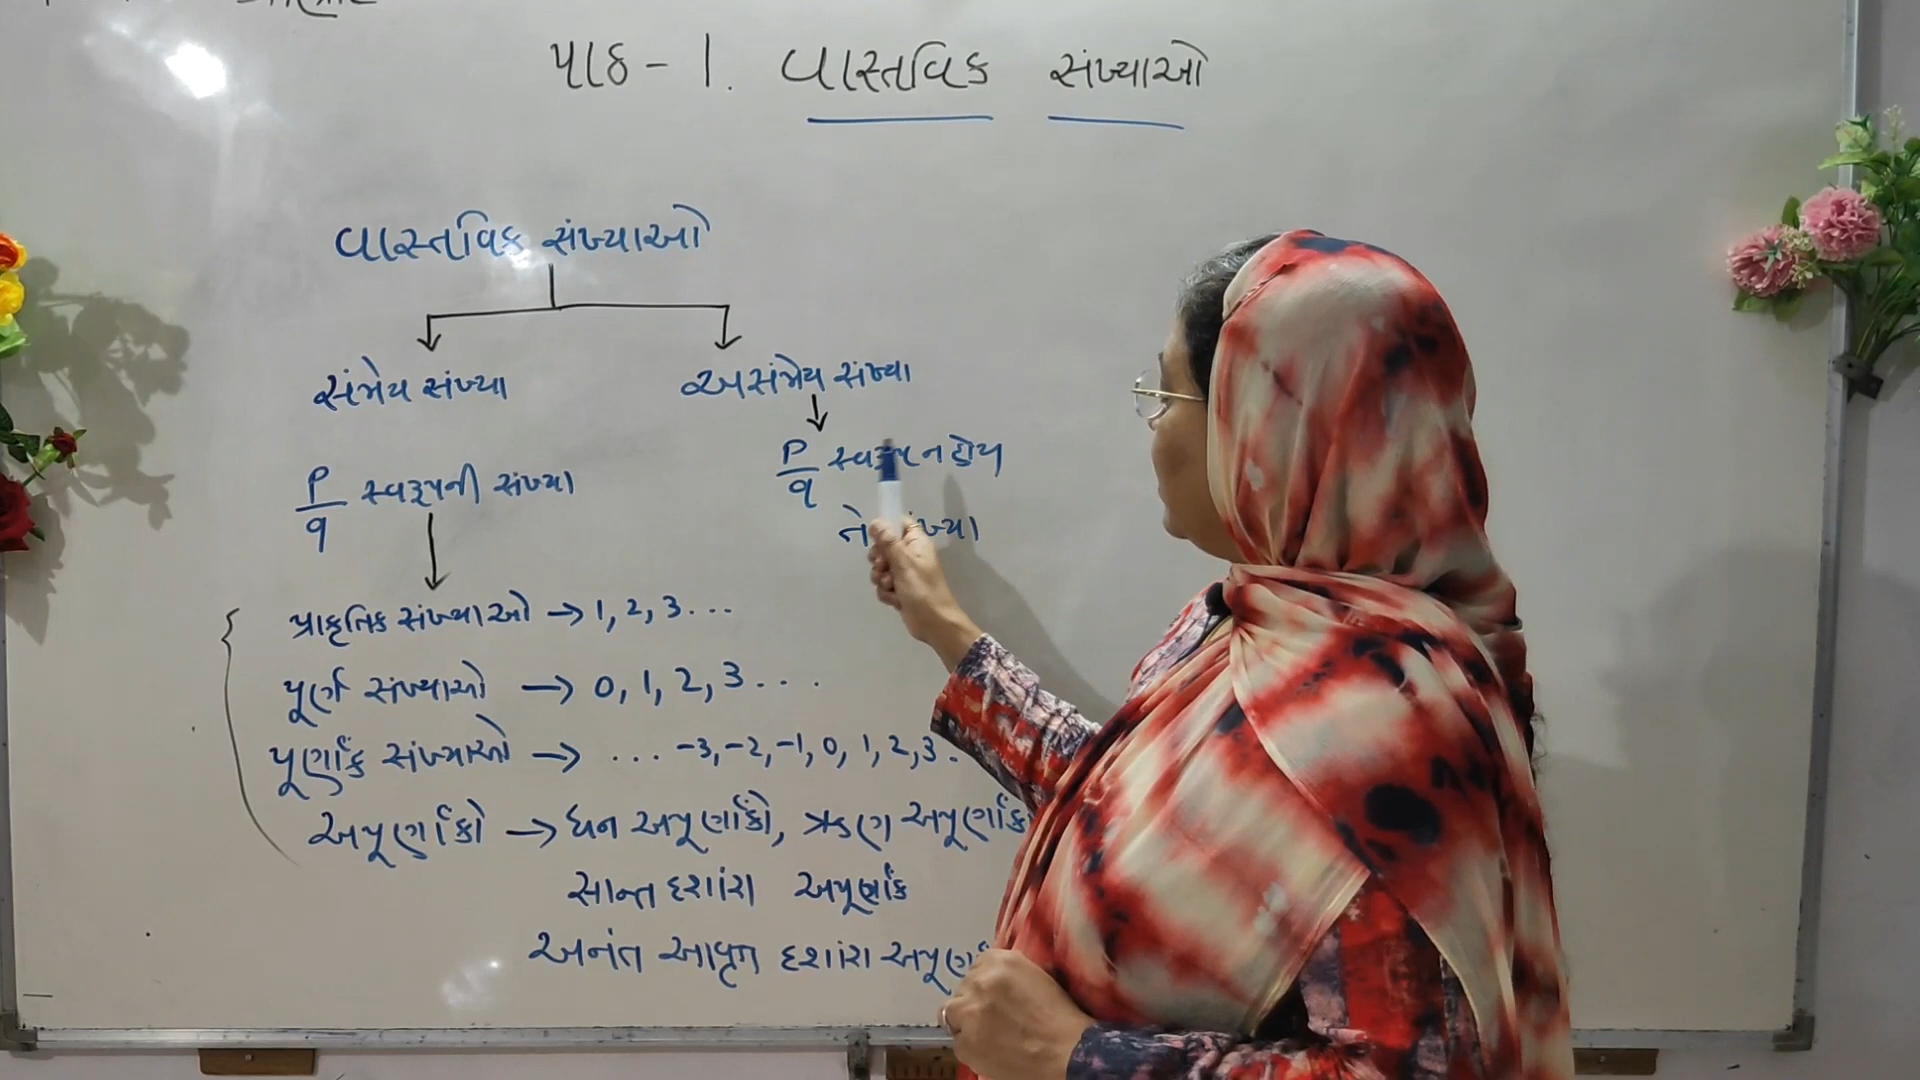 પાઠ - 1. વાસ્તવિક સંખ્યાઓ
વાસ્તવિક સંખ્યાઓ
સંમેય સંખ્યા
અસંમેય સંખ્યા
p/q સ્વરૂપની સંખ્યા
p/q સ્વરૂપ ન હોય
તે સંખ્યા
પ્રાકૃતિક સંખ્યાઓ → 1, 2, 3 ...
પૂર્ણ સંખ્યાઓ → 0, 1, 2, 3 ....
પૂર્ણાંક સંખ્યાઓ → ... -3, -2, -1, 0, 1, 2, 3 .
અપૂર્ણાંકો → ધન અપૂર્ણાંકો, ઋણ અપૂર્ણાંકો
સાન્ત દશાંશ અપૂર્ણાંક
અનંત આવૃત્ત દશાંશ